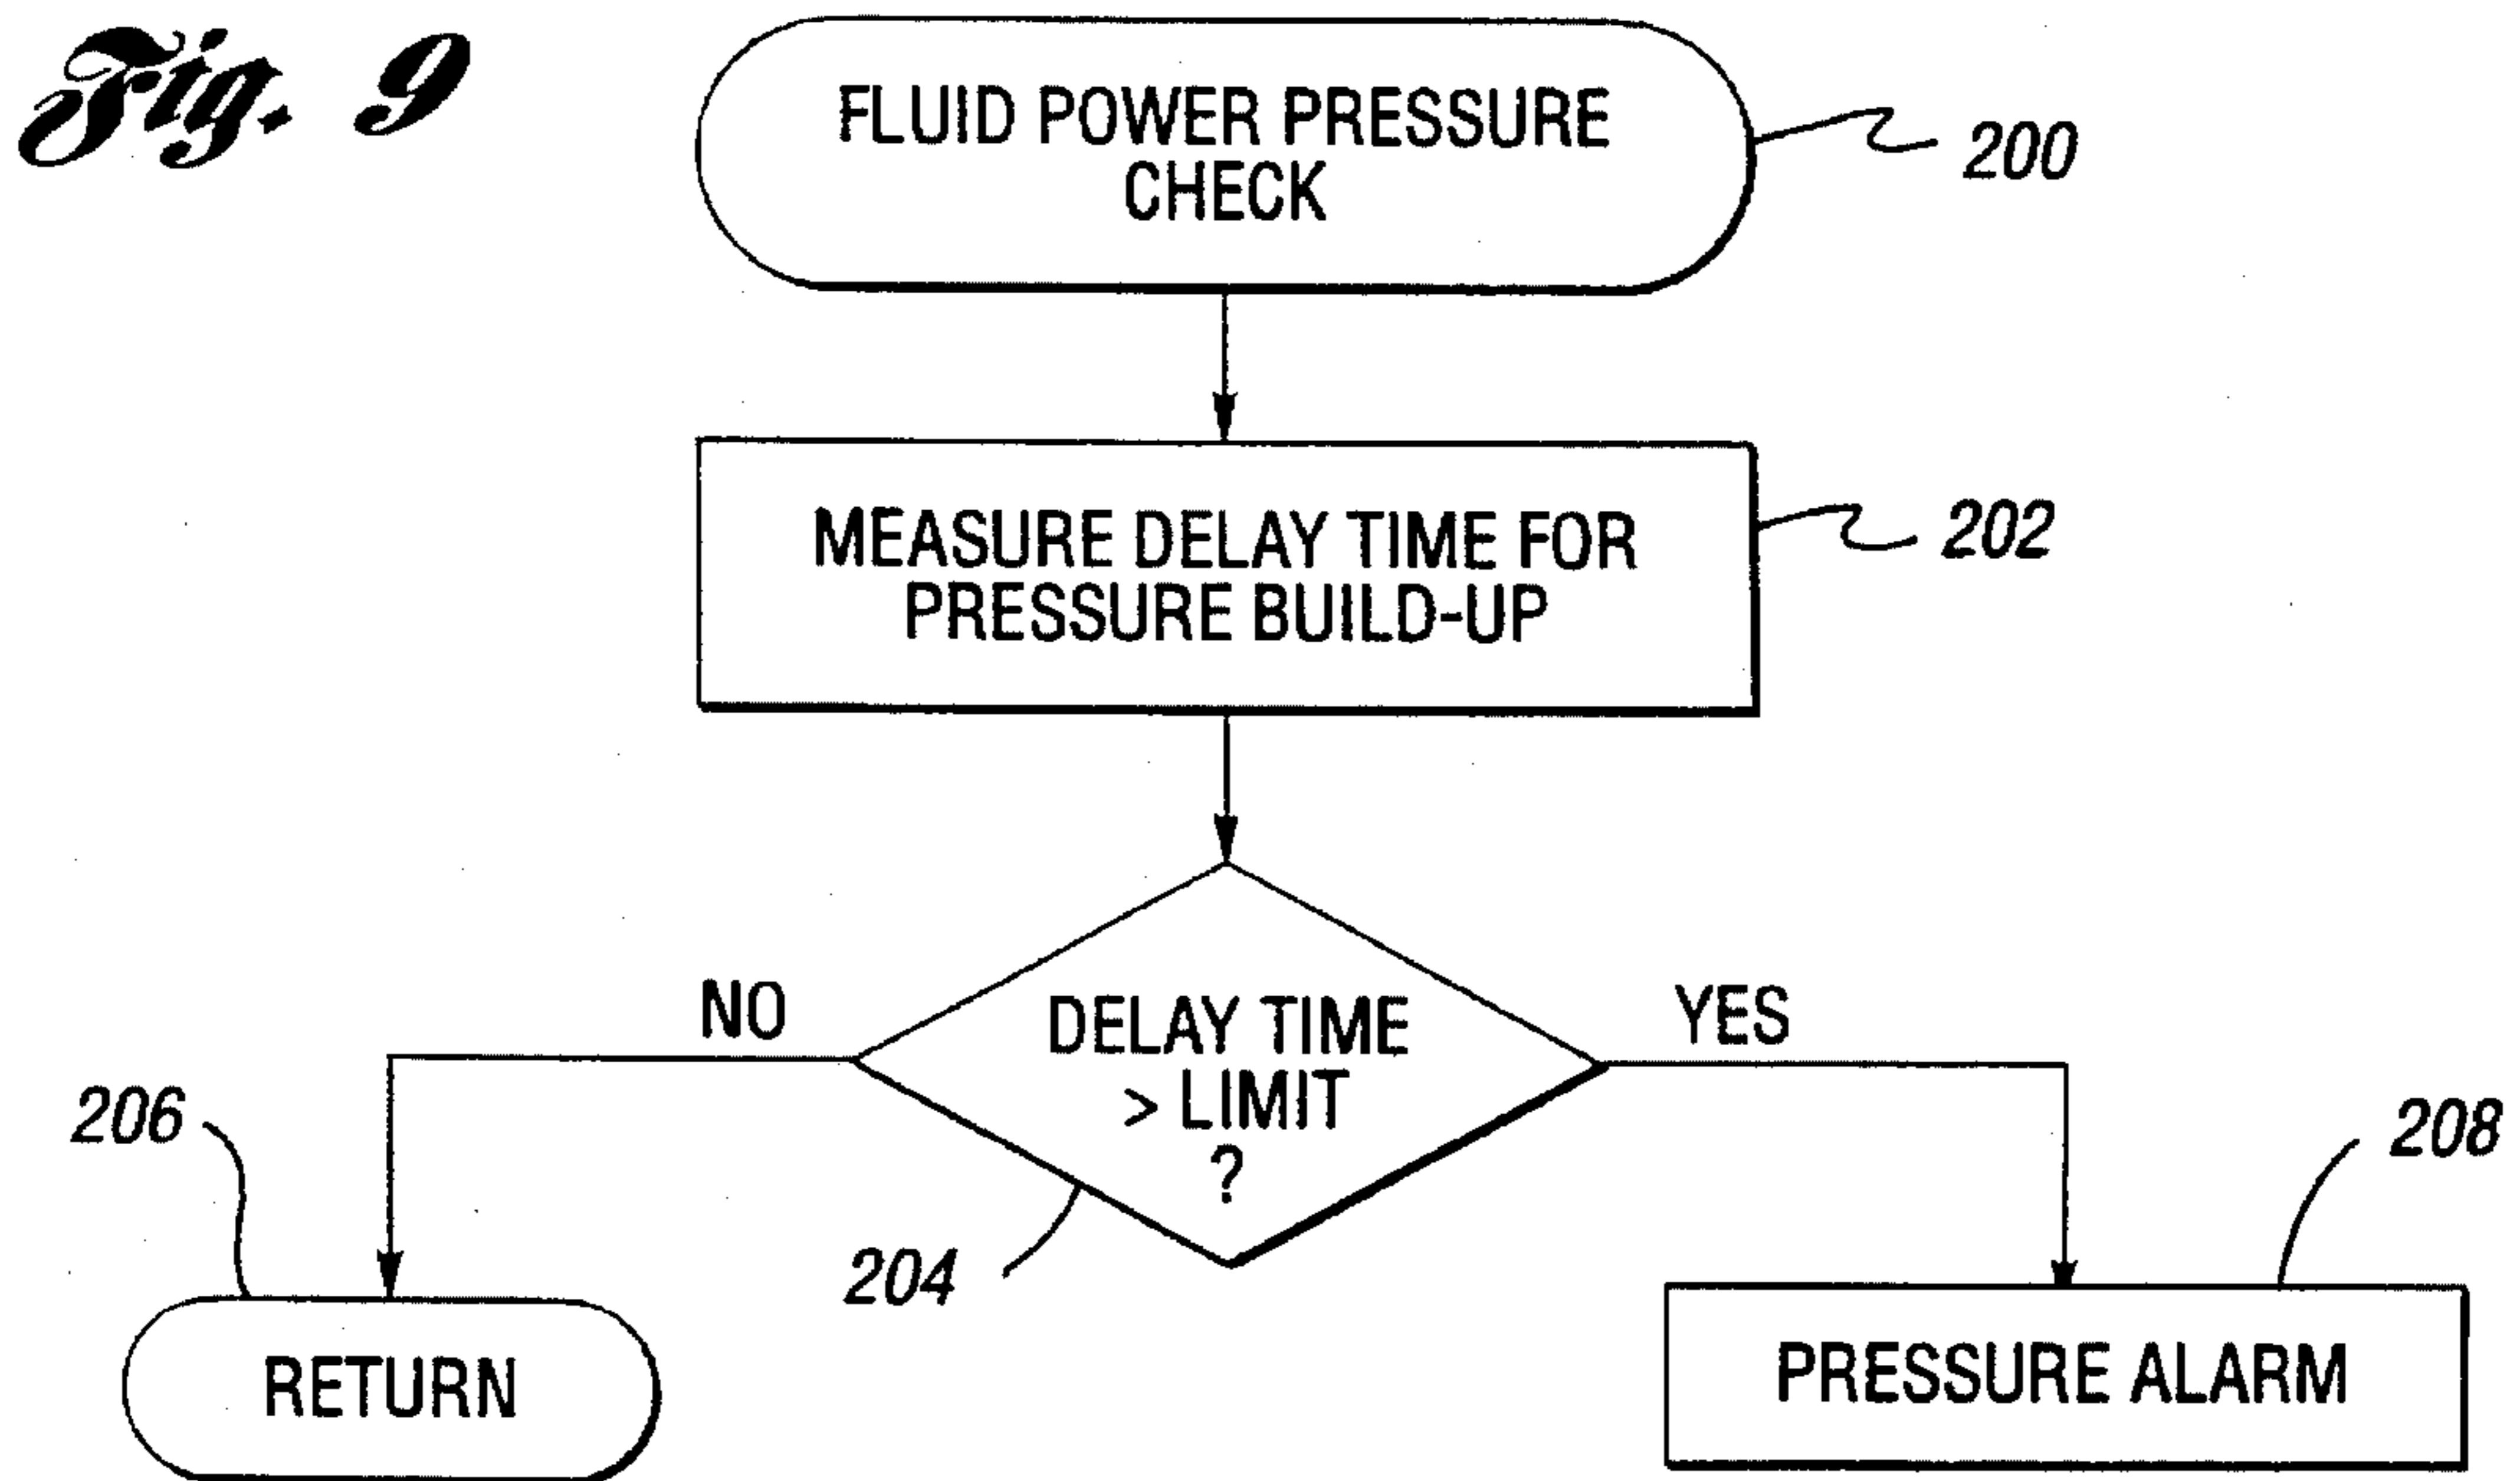 Fig. 9
FLUID POWER PRESSURE
CHECK
200
MEASURE DELAY TIME FOR
PRESSURE BUILD-UP
202
NO
DELAY TIME
> LIMIT
?
YES
206
204
208
RETURN
PRESSURE ALARM